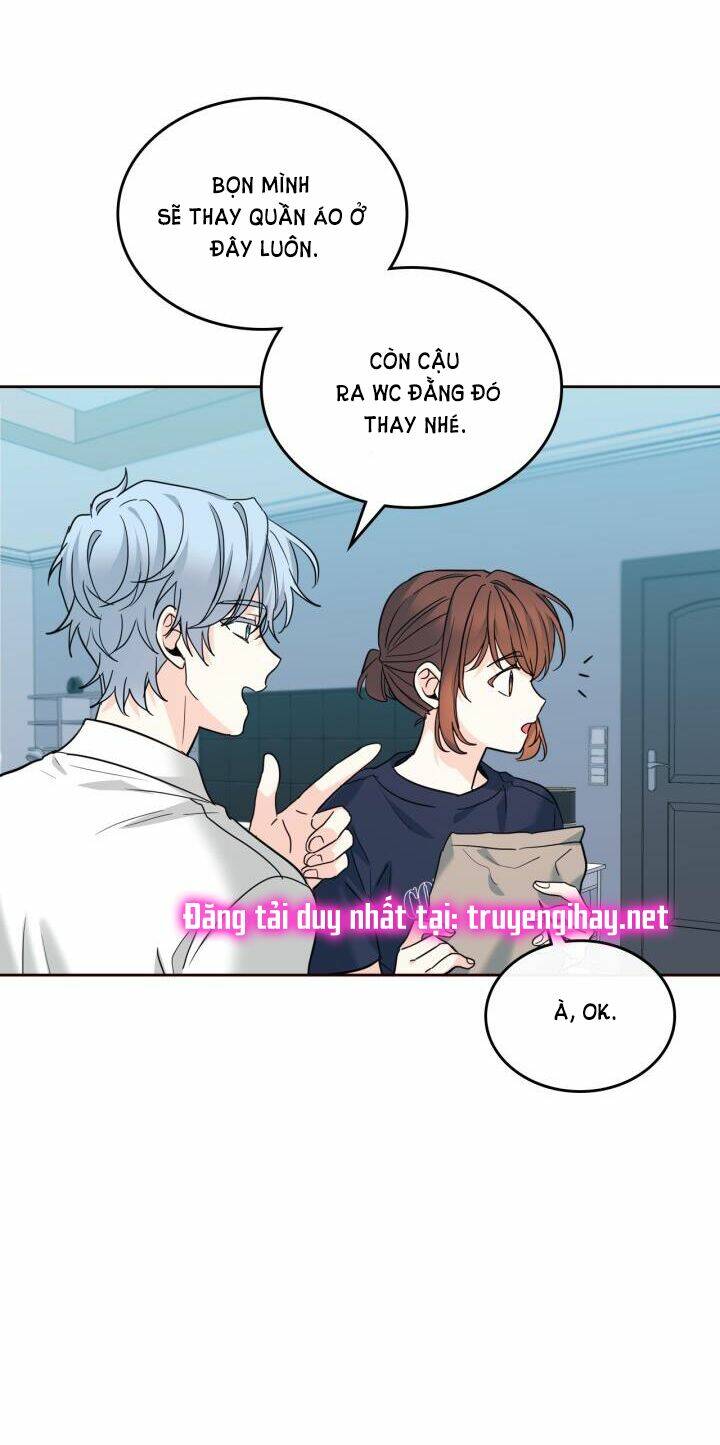 BỌN MÌNH
SẼ THAY QUẦN ÁO Ở
ĐÂY LUÔN.
CÒN CẬU
RA WC ĐẰNG ĐÓ
THAY NHÉ.
Đăng tải duy nhất tại: truyengihay.net
À, OK.